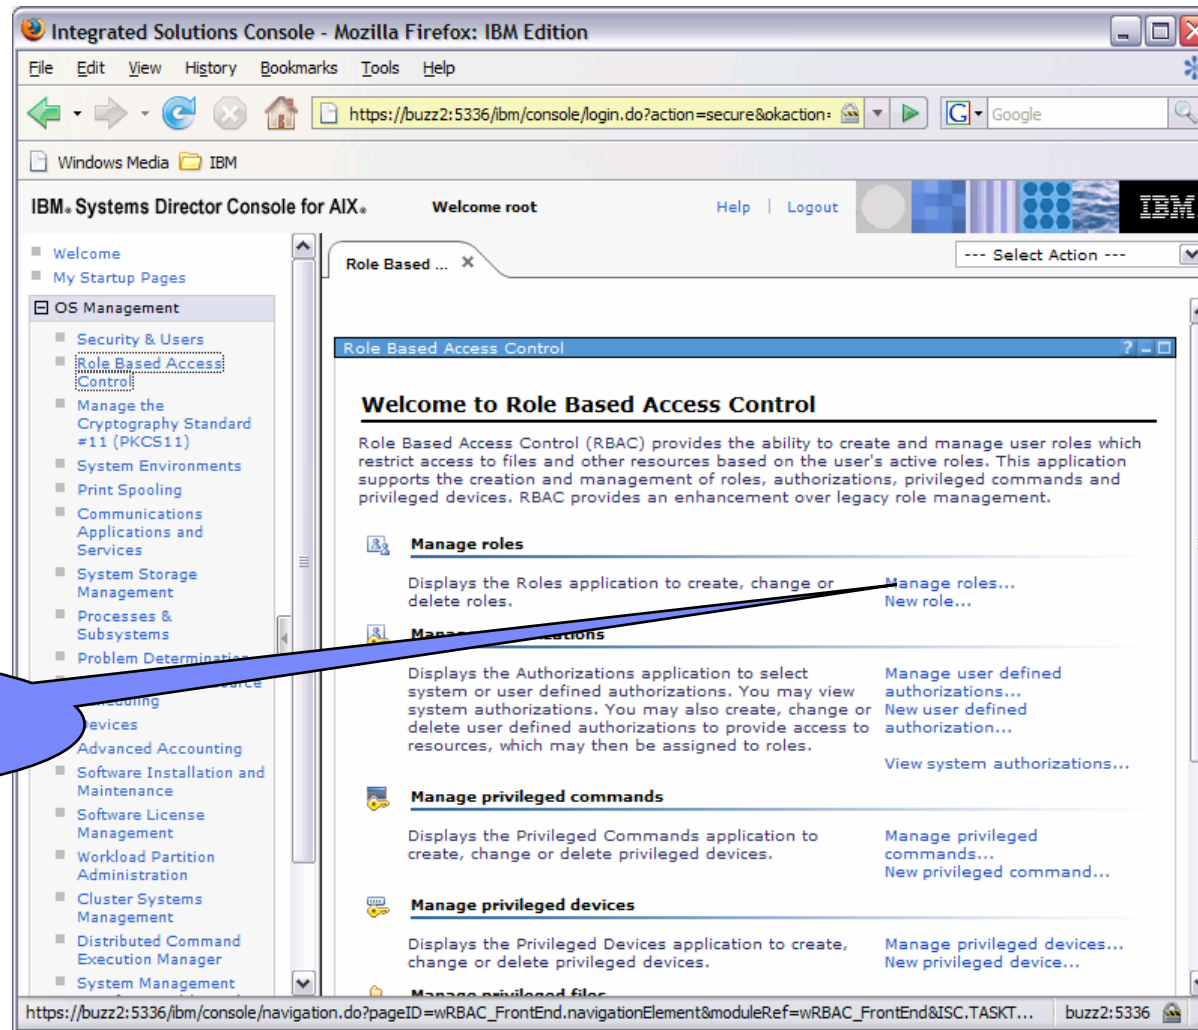 Integrated Solutions Console - Mozilla Firefox: IBM Edition
File Edit View History Bookmarks Tools Help
https://buzz2:5336/ibm/console/login.do?action=secure&okaction:
G Google
Windows Media IBM
IBM® Systems Director Console for AIX® Welcome root Help | Logout IBM.
Welcome
My Startup Pages
OS Management
Security & Users
Role Based Access
Control
Manage the
Cryptography Standard
#11 (PKCS11)
System Environments
Print Spooling
Communications
Applications and
Services
System Storage
Management
Processes &
Subsystems
Problem Determination
Devices
Advanced Accounting
Software Installation and
Maintenance
Software License
Management
Workload Partition
Administration
Cluster Systems
Management
Distributed Command
Execution Manager
System Management
Role Based ... ×
--- Select Action ---
Role Based Access Control ?
Welcome to Role Based Access Control
Role Based Access Control (RBAC) provides the ability to create and manage user roles which
restrict access to files and other resources based on the user's active roles. This application
supports the creation and management of roles, authorizations, privileged commands and
privileged devices. RBAC provides an enhancement over legacy role management.
Manage roles
Displays the Roles application to create, change or
delete roles.
Manage roles...
New role...
Displays the Authorizations application to select
system or user defined authorizations. You may view
system authorizations. You may also create, change or
delete user defined authorizations to provide access to
resources, which may then be assigned to roles.
Manage user defined
authorizations...
New user defined
authorization...
View system authorizations...
Manage privileged commands
Displays the Privileged Commands application to
create, change or delete privileged devices.
Manage privileged
commands...
New privileged command...
Manage privileged devices
Displays the Privileged Devices application to create,
change or delete privileged devices.
Manage privileged devices...
New privileged device...
Manage privileged files
https://buzz2:5336/ibm/console/navigation.do?pageID=wRBAC_FrontEnd.navigationElement&moduleRef=wRBAC_FrontEnd&ISC.TASKT... buzz2:5336